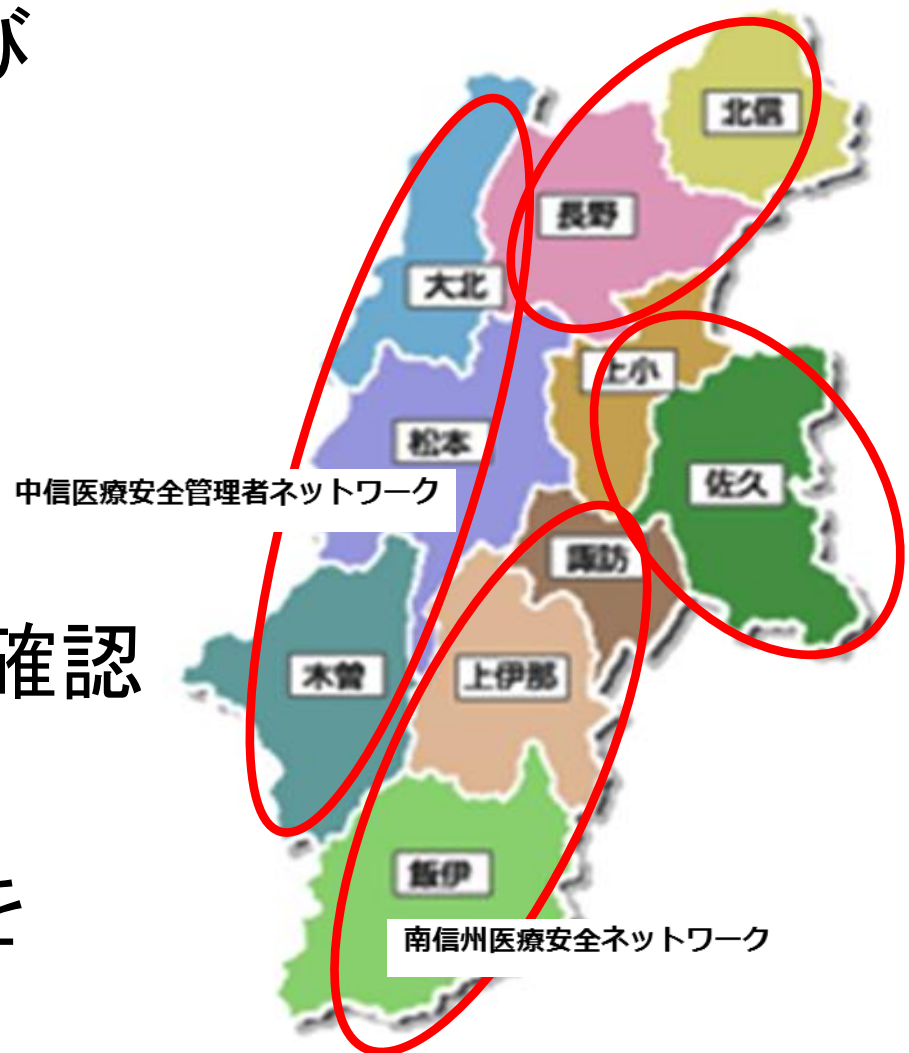 び
北信
長野
大北
上小
松本
佐久
中信医療安全管理者ネットワーク
諏訪
確認
木曽
上伊那
飯伊
を
南信州医療安全ネットワーク